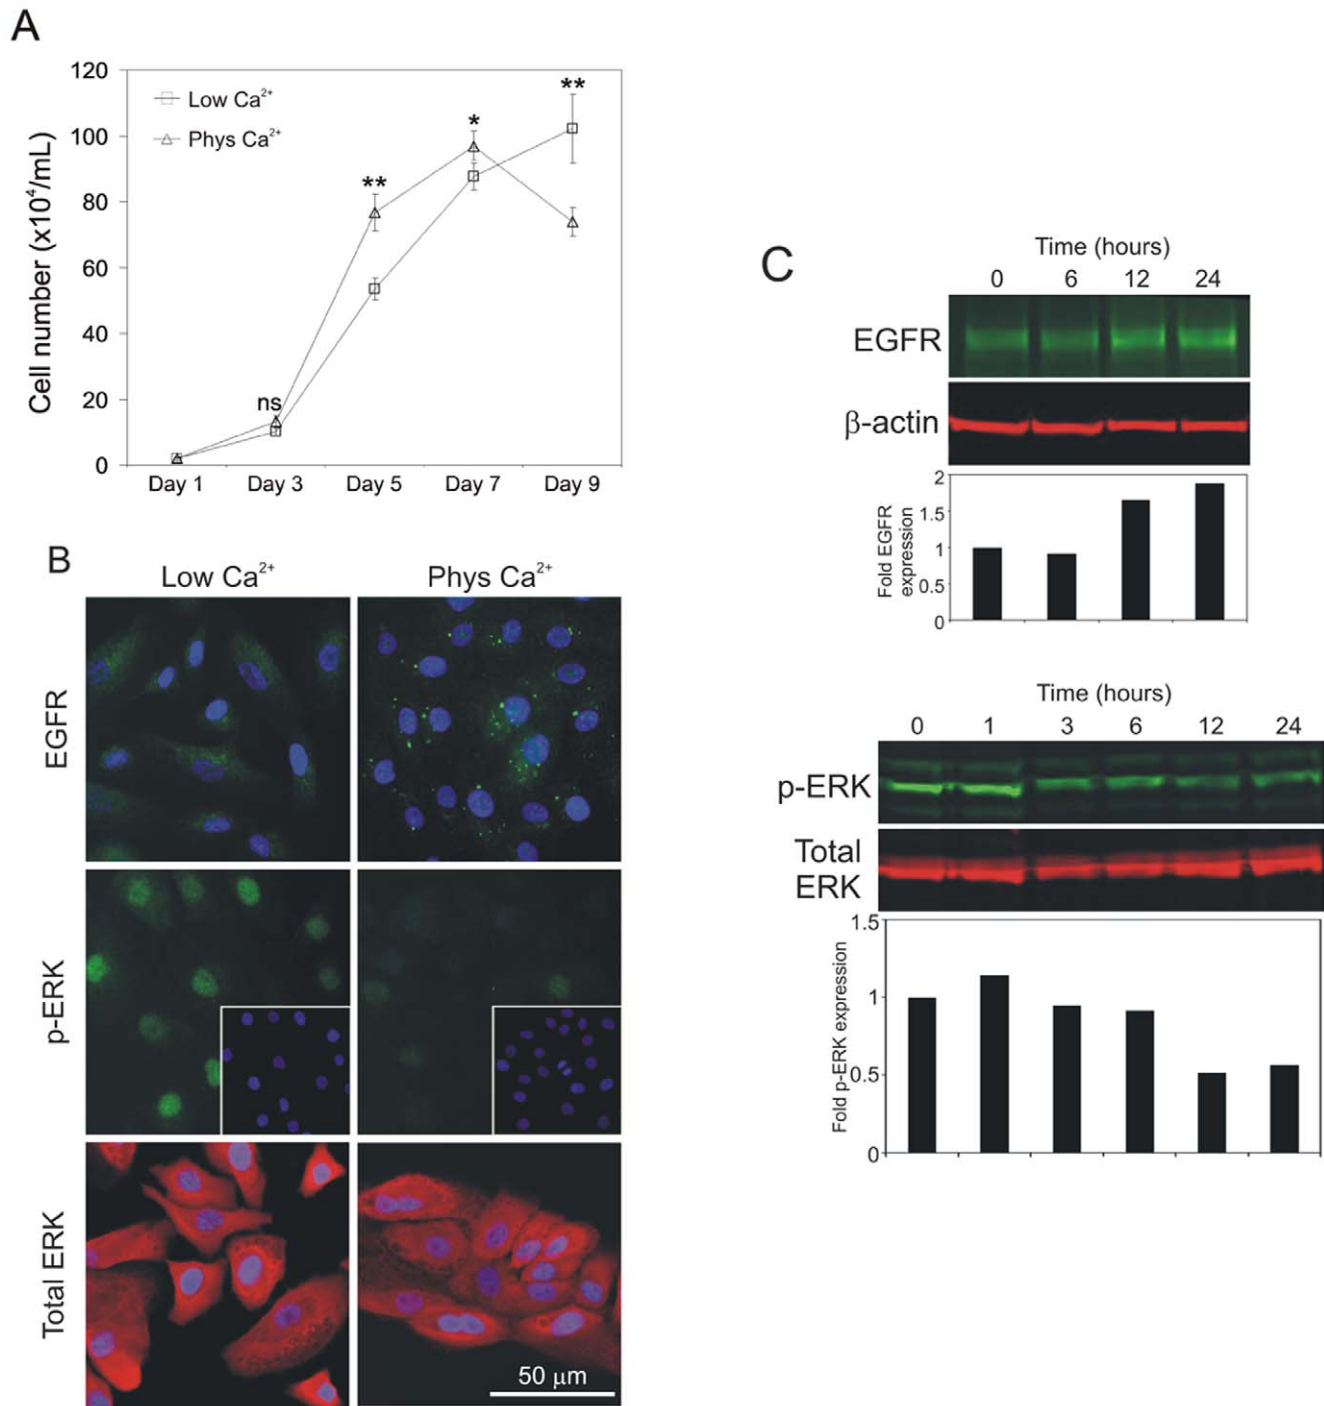 A
120
100
80
60
40
20
0
Cell number (x10⁴/mL)
Low Ca²⁺
Phys Ca²⁺
ns
**
*
**
Day 1 Day 3 Day 5 Day 7 Day 9
B
Low Ca²⁺ Phys Ca²⁺
EGFR
p-ERK
Total ERK
50 μm
C
Time (hours)
0 6 12 24
EGFR
β-actin
Fold EGFR
expression
2
1.5
1
0.5
0
Time (hours)
0 1 3 6 12 24
p-ERK
Total
ERK
Fold p-ERK expression
1.5
1
0.5
0